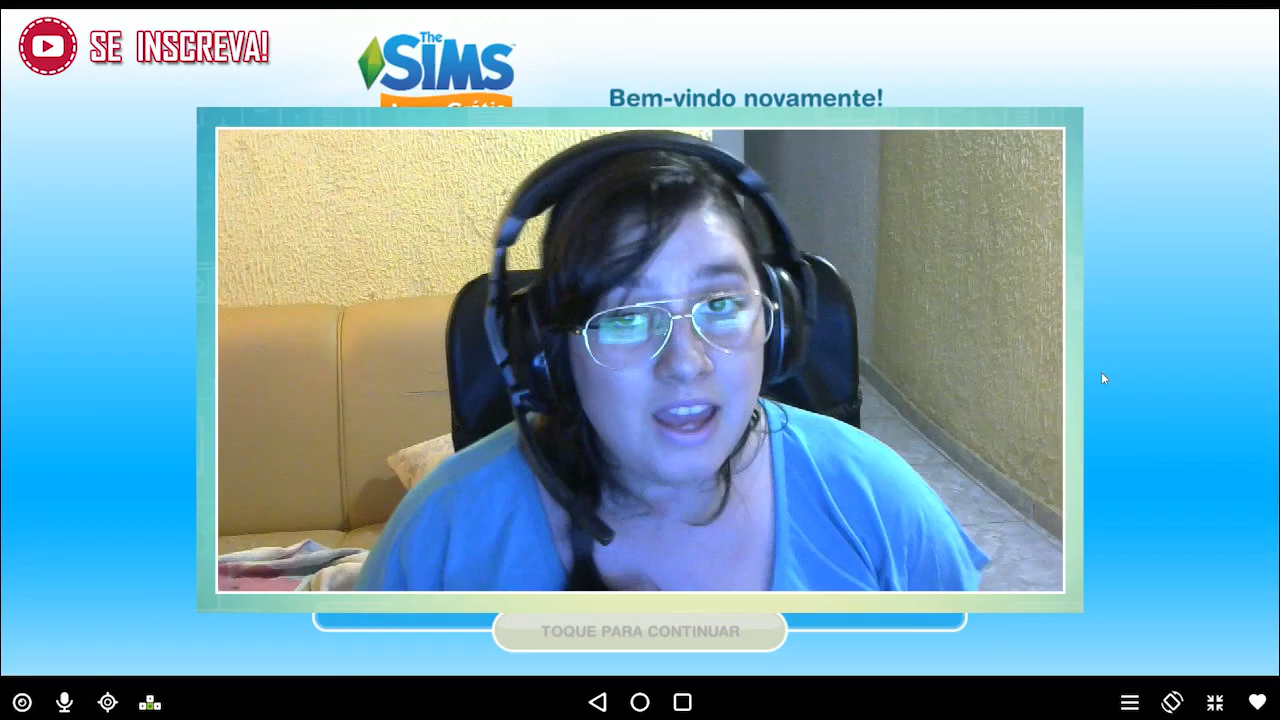 SE INSCREVA!
The SiMS
Bem-vindo novamente!
TOQUE PARA CONTINUAR